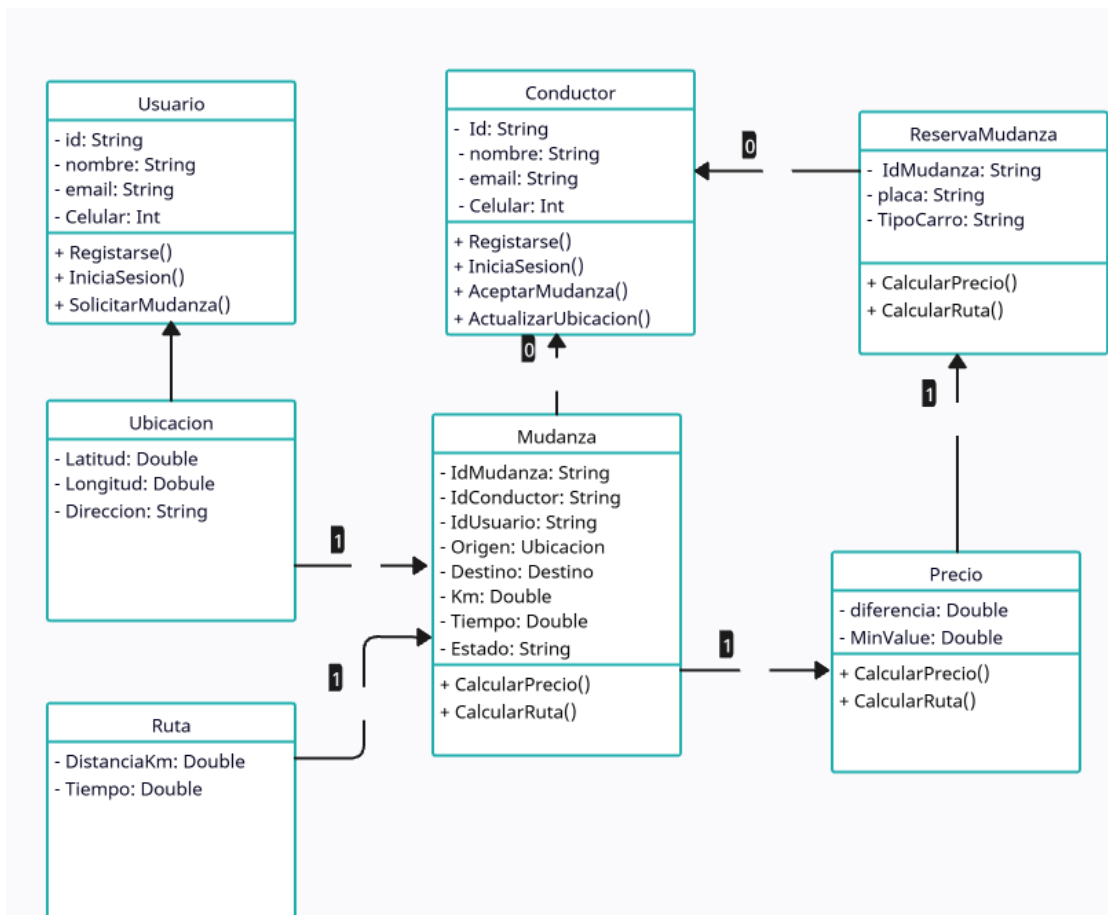 Usuario
- id: String
- nombre: String
- email: String
- Celular: Int
+ Registarse()
+ IniciaSesion()
+ SolicitarMudanza()
Conductor
- Id: String
- nombre: String
- email: String
- Celular: Int
+ Registarse()
+ IniciaSesion()
+ AceptarMudanza()
+ ActualizarUbicacion()
0
ReservaMudanza
- IdMudanza: String
- placa: String
- TipoCarro: String
+ CalcularPrecio()
+ CalcularRuta()
0
1
Ubicacion
- Latitud: Double
- Longitud: Dobule
- Direccion: String
1
Mudanza
- IdMudanza: String
- IdConductor: String
- IdUsuario: String
- Origen: Ubicacion
- Destino: Destino
- Km: Double
- Tiempo: Double
- Estado: String
+ CalcularPrecio()
+ CalcularRuta()
1
Precio
- diferencia: Double
- MinValue: Double
+ CalcularPrecio()
+ CalcularRuta()
1
Ruta
- DistanciaKm: Double
- Tiempo: Double